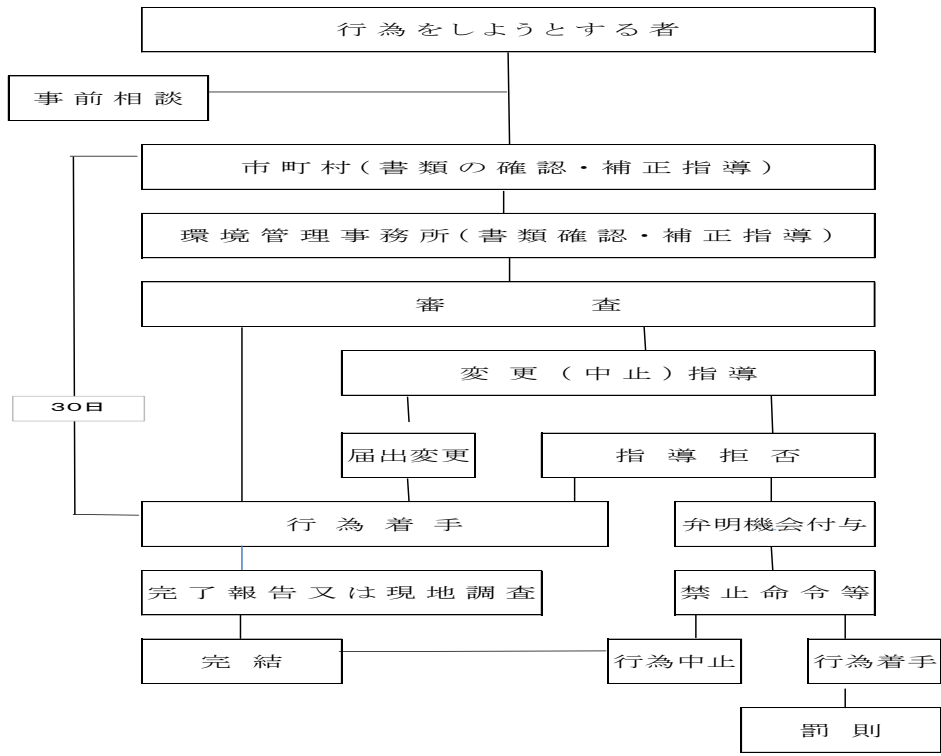 行為をしようとする者
事前相談
市町村(書類の確認・補正指導)
環境管理事務所(書類確認・補正指導)
審査
変更(中止)指導
30日
届出変更
指導拒否
行為着手
弁明機会付与
完了報告又は現地調査
禁止命令等
完結
行為中止
行為着手
罰則